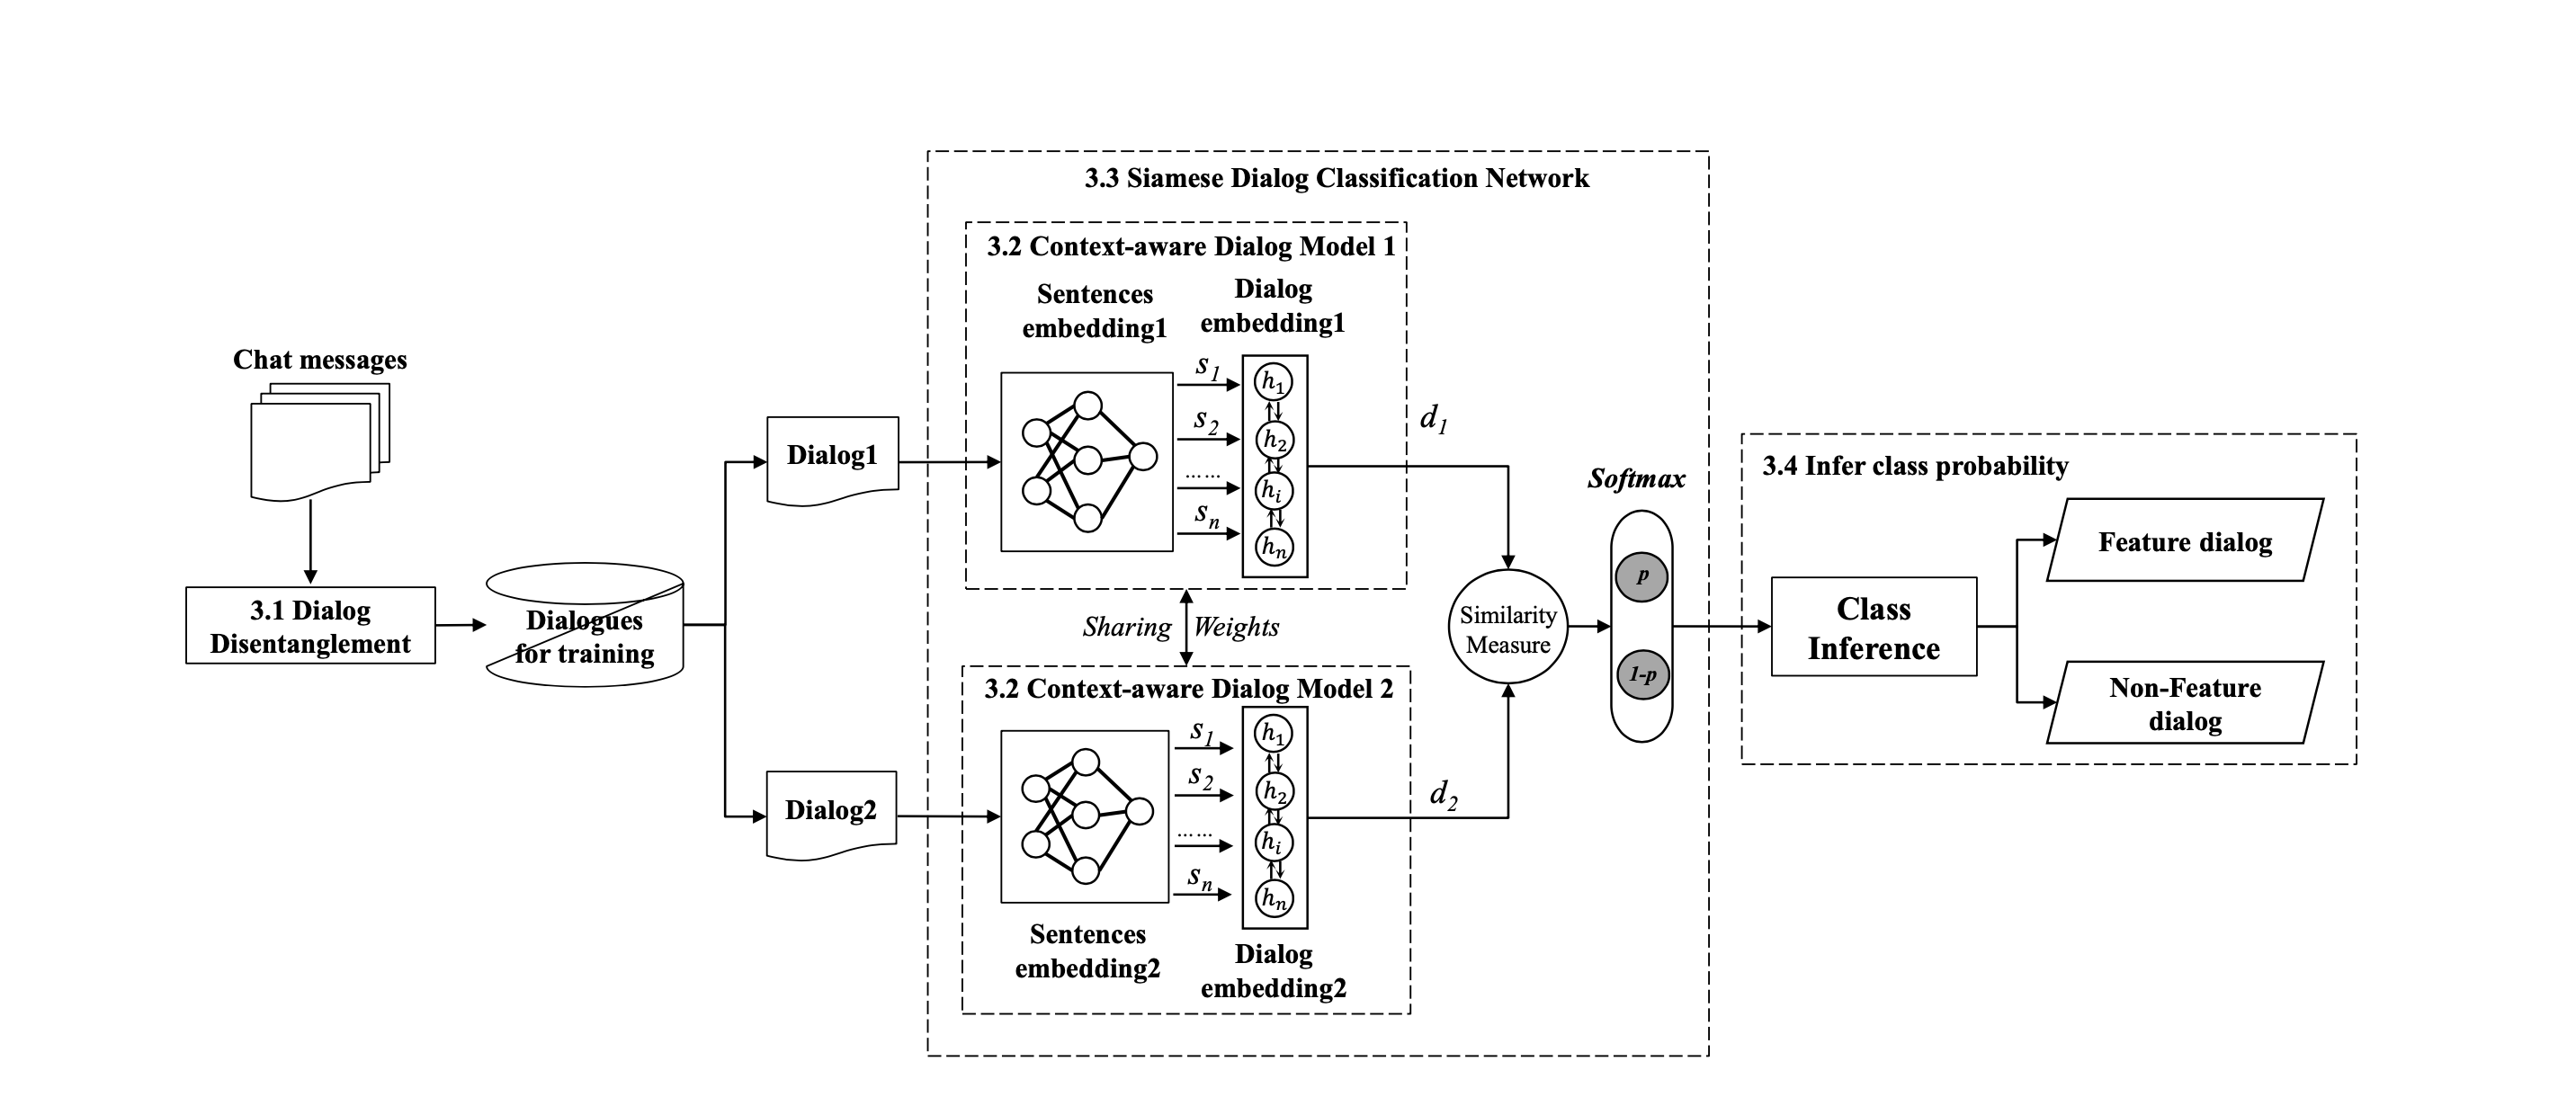 3.3 Siamese Dialog Classification Network
3.2 Context-aware Dialog Model 1
Sentences
embedding1
Dialog
embedding1
s1
s2
......
sn
h1
h2
hi
hn
d1
Chat messages
3.1 Dialog
Disentanglement
Dialogues
for training
Dialog1
Dialog2
Sharing Weights
3.2 Context-aware Dialog Model 2
s1
s2
......
sn
h1
h2
hi
hn
Sentences
embedding2
Dialog
embedding2
d2
Similarity
Measure
Softmax
p
1-p
3.4 Infer class probability
Class
Inference
Feature dialog
Non-Feature
dialog